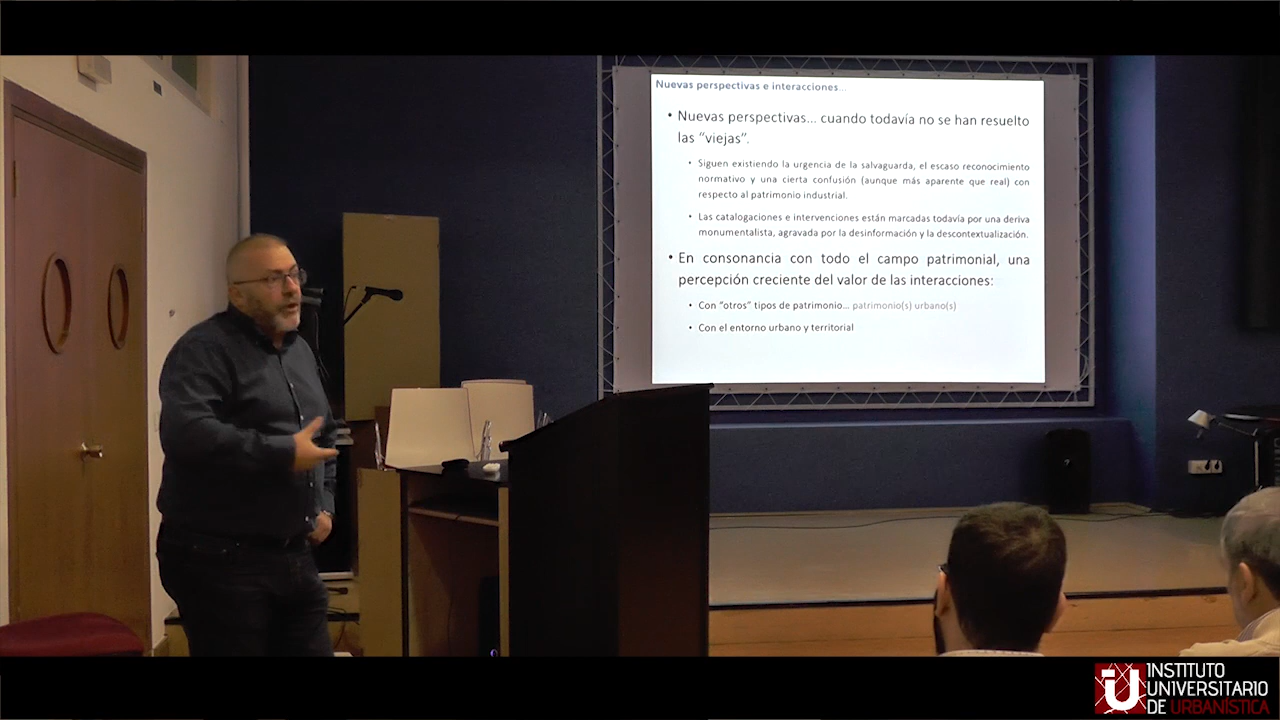 Nuevas perspectivas e interacciones...
• Nuevas perspectivas... cuando todavía no se han resuelto
las "viejas".
• Siguen existiendo la urgencia de la salvaguarda, el escaso reconocimiento
normativo y una cierta confusión (aunque más aparente que real) con
respecto al patrimonio industrial.
• Las catalogaciones e intervenciones están marcadas todavía por una deriva
monumentalista, agravada por la desinformación y la descontextualización.
• En consonancia con todo el campo patrimonial, una
percepción creciente del valor de las interacciones:
• Con "otros" tipos de patrimonio... patrimonio(s) urbano(s)
• Con el entorno urbano y territorial
iU INSTITUTO
UNIVERSITARIO
DE URBANÍSTICA